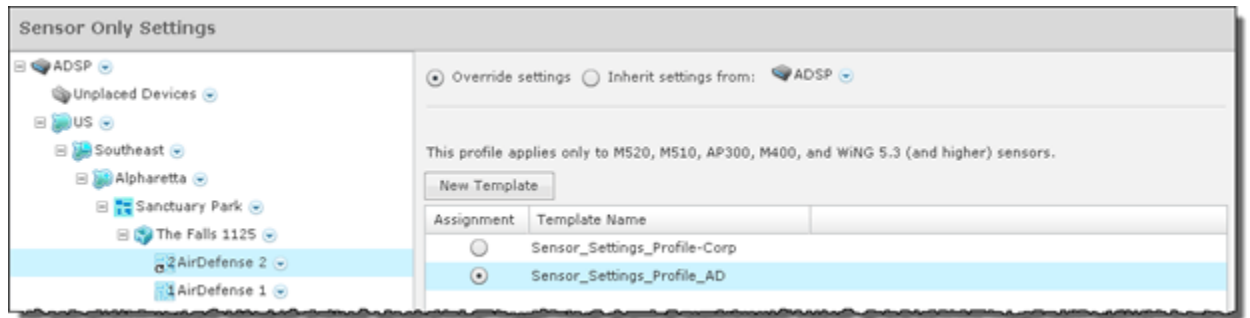 Sensor Only Settings
ADSP
Unplaced Devices
US
Southeast
Alpharetta
Sanctuary Park
The Falls 1125
2 AirDefense 2
1 AirDefense 1
Override settings Inherit settings from: ADSP
This profile applies only to M520, M510, AP300, M400, and WiNG 5.3 (and higher) sensors.
New Template
Assignment Template Name
Sensor_Settings_Profile-Corp
Sensor_Settings_Profile_AD